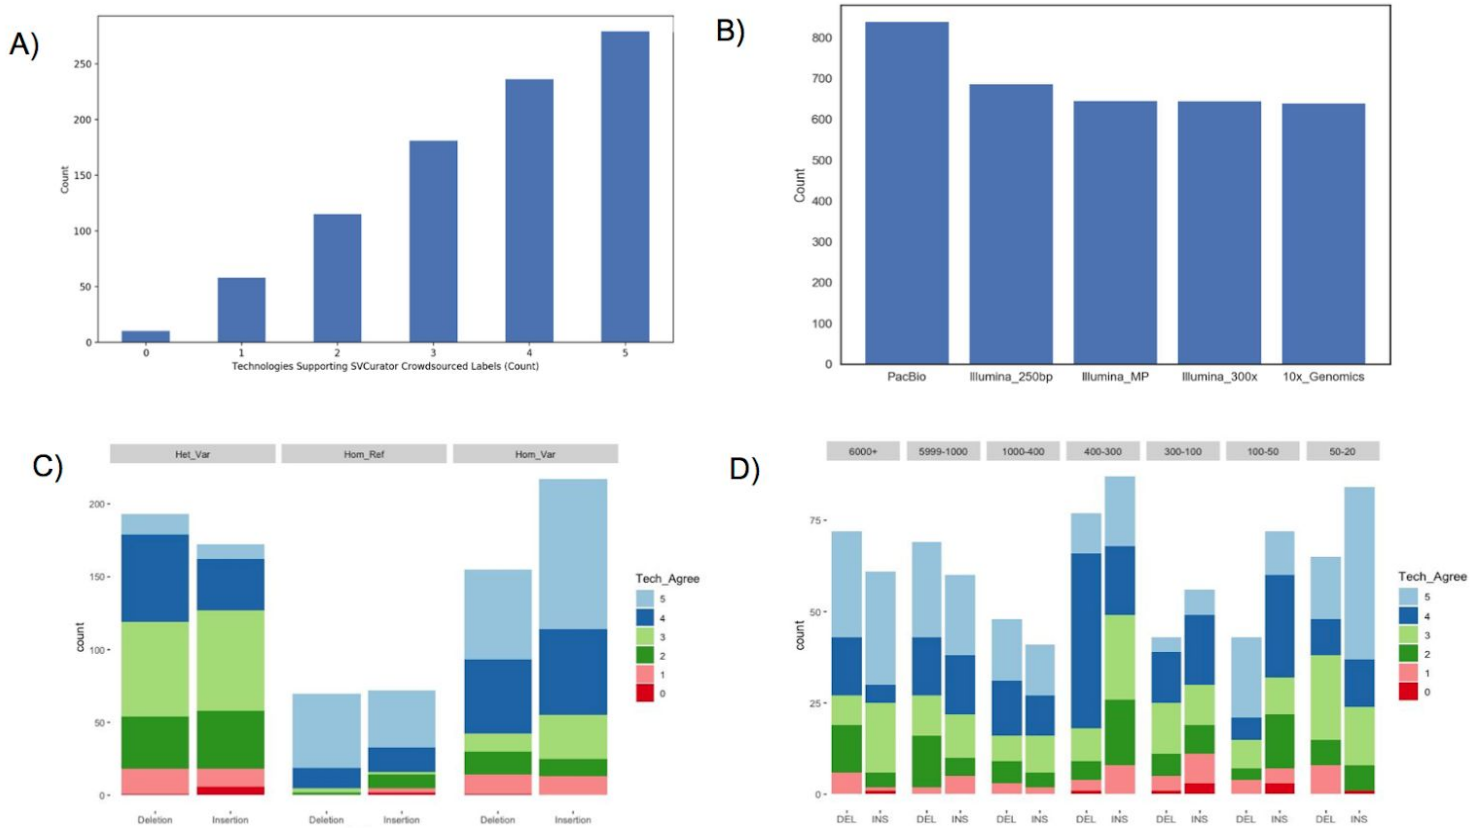 A)
Count
250
200
150
100
50
0
0 1 2 3 4 5
Technologies Supporting SVCurator Crowdsourced Labels (Count)
B)
Count
800
700
600
500
400
300
200
100
0
PacBio Illumina_250bp Illumina_MP Illumina_300x 10x_Genomics
C)
Het_Var Hom_Ref Hom_Var
count
200
150
100
50
0
Deletion Insertion Deletion Insertion Deletion Insertion
Tech_Agree
5
4
3
2
1
0
D)
6000+ 5999-1000 1000-400 400-300 300-100 100-50 50-20
count
75
50
25
0
DEL INS DEL INS DEL INS DEL INS DEL INS DEL INS DEL INS
Tech_Agree
5
4
3
2
1
0